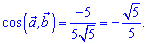 cos(a⃗,b⃗) = −5/(5√5) = −√5/5.